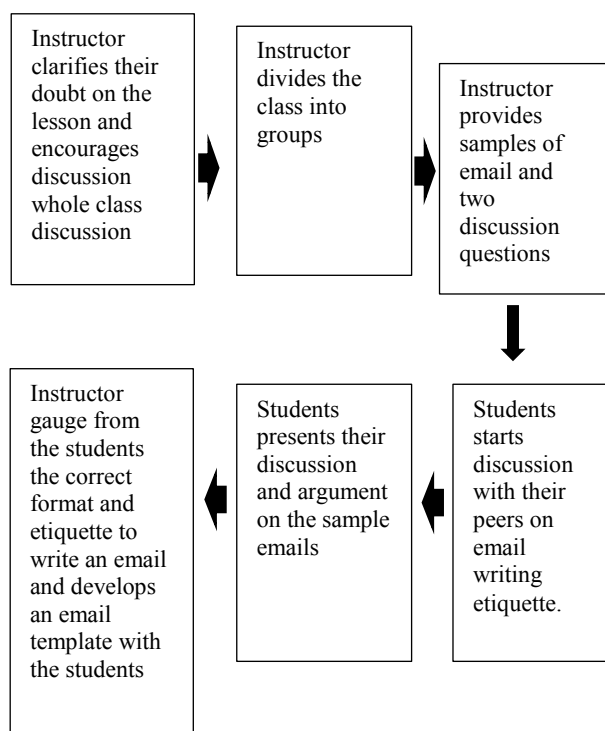 Instructor
clarifies their
doubt on the
lesson and
encourages
discussion
whole class
discussion
Instructor
divides the
class into
groups
Instructor
provides
samples of
email and
two
discussion
questions
Students
starts
discussion
with their
peers on
email
writing
etiquette.
Students
presents their
discussion
and argument
on the sample
emails
Instructor
gauge from
the students
the correct
format and
etiquette to
write an email
and develops
an email
template with
the students